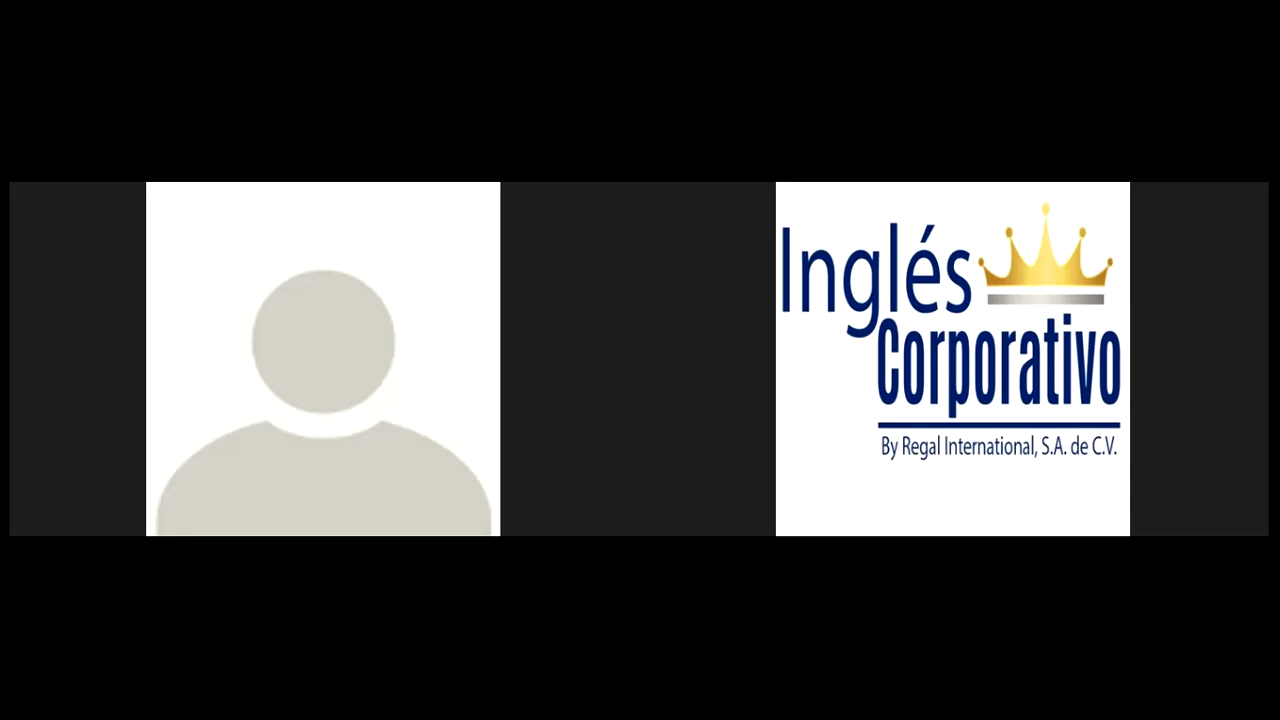 Inglés
Corporativo
By Regal International, S.A. de C.V.